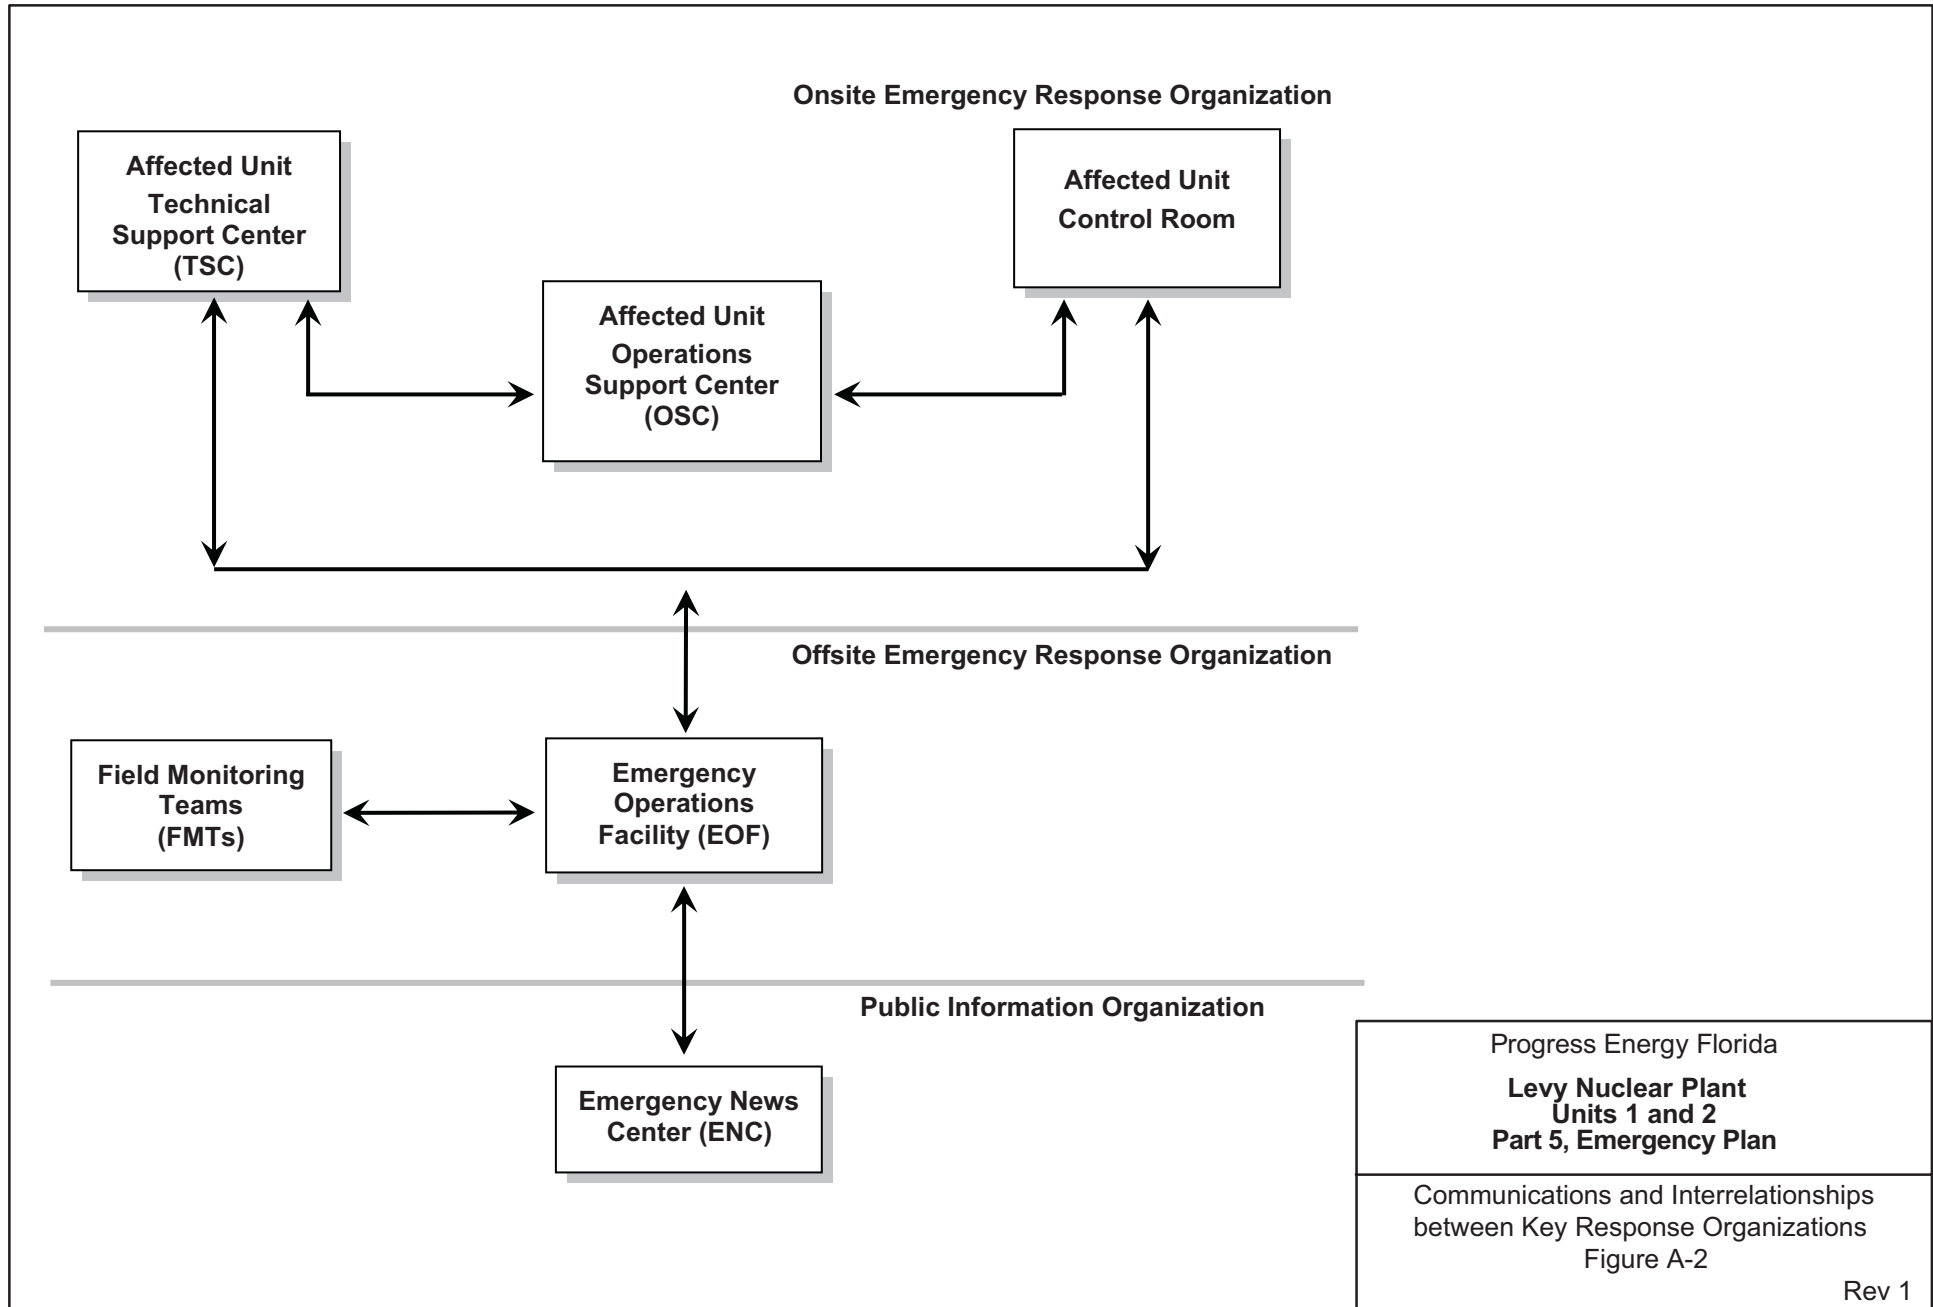 Onsite Emergency Response Organization
Affected Unit
Technical
Support Center
(TSC)
Affected Unit
Control Room
Affected Unit
Operations
Support Center
(OSC)
Offsite Emergency Response Organization
Field Monitoring
Teams
(FMTs)
Emergency
Operations
Facility (EOF)
Public Information Organization
Emergency News
Center (ENC)
Progress Energy Florida
Levy Nuclear Plant
Units 1 and 2
Part 5, Emergency Plan
Communications and Interrelationships
between Key Response Organizations
Figure A-2
Rev 1